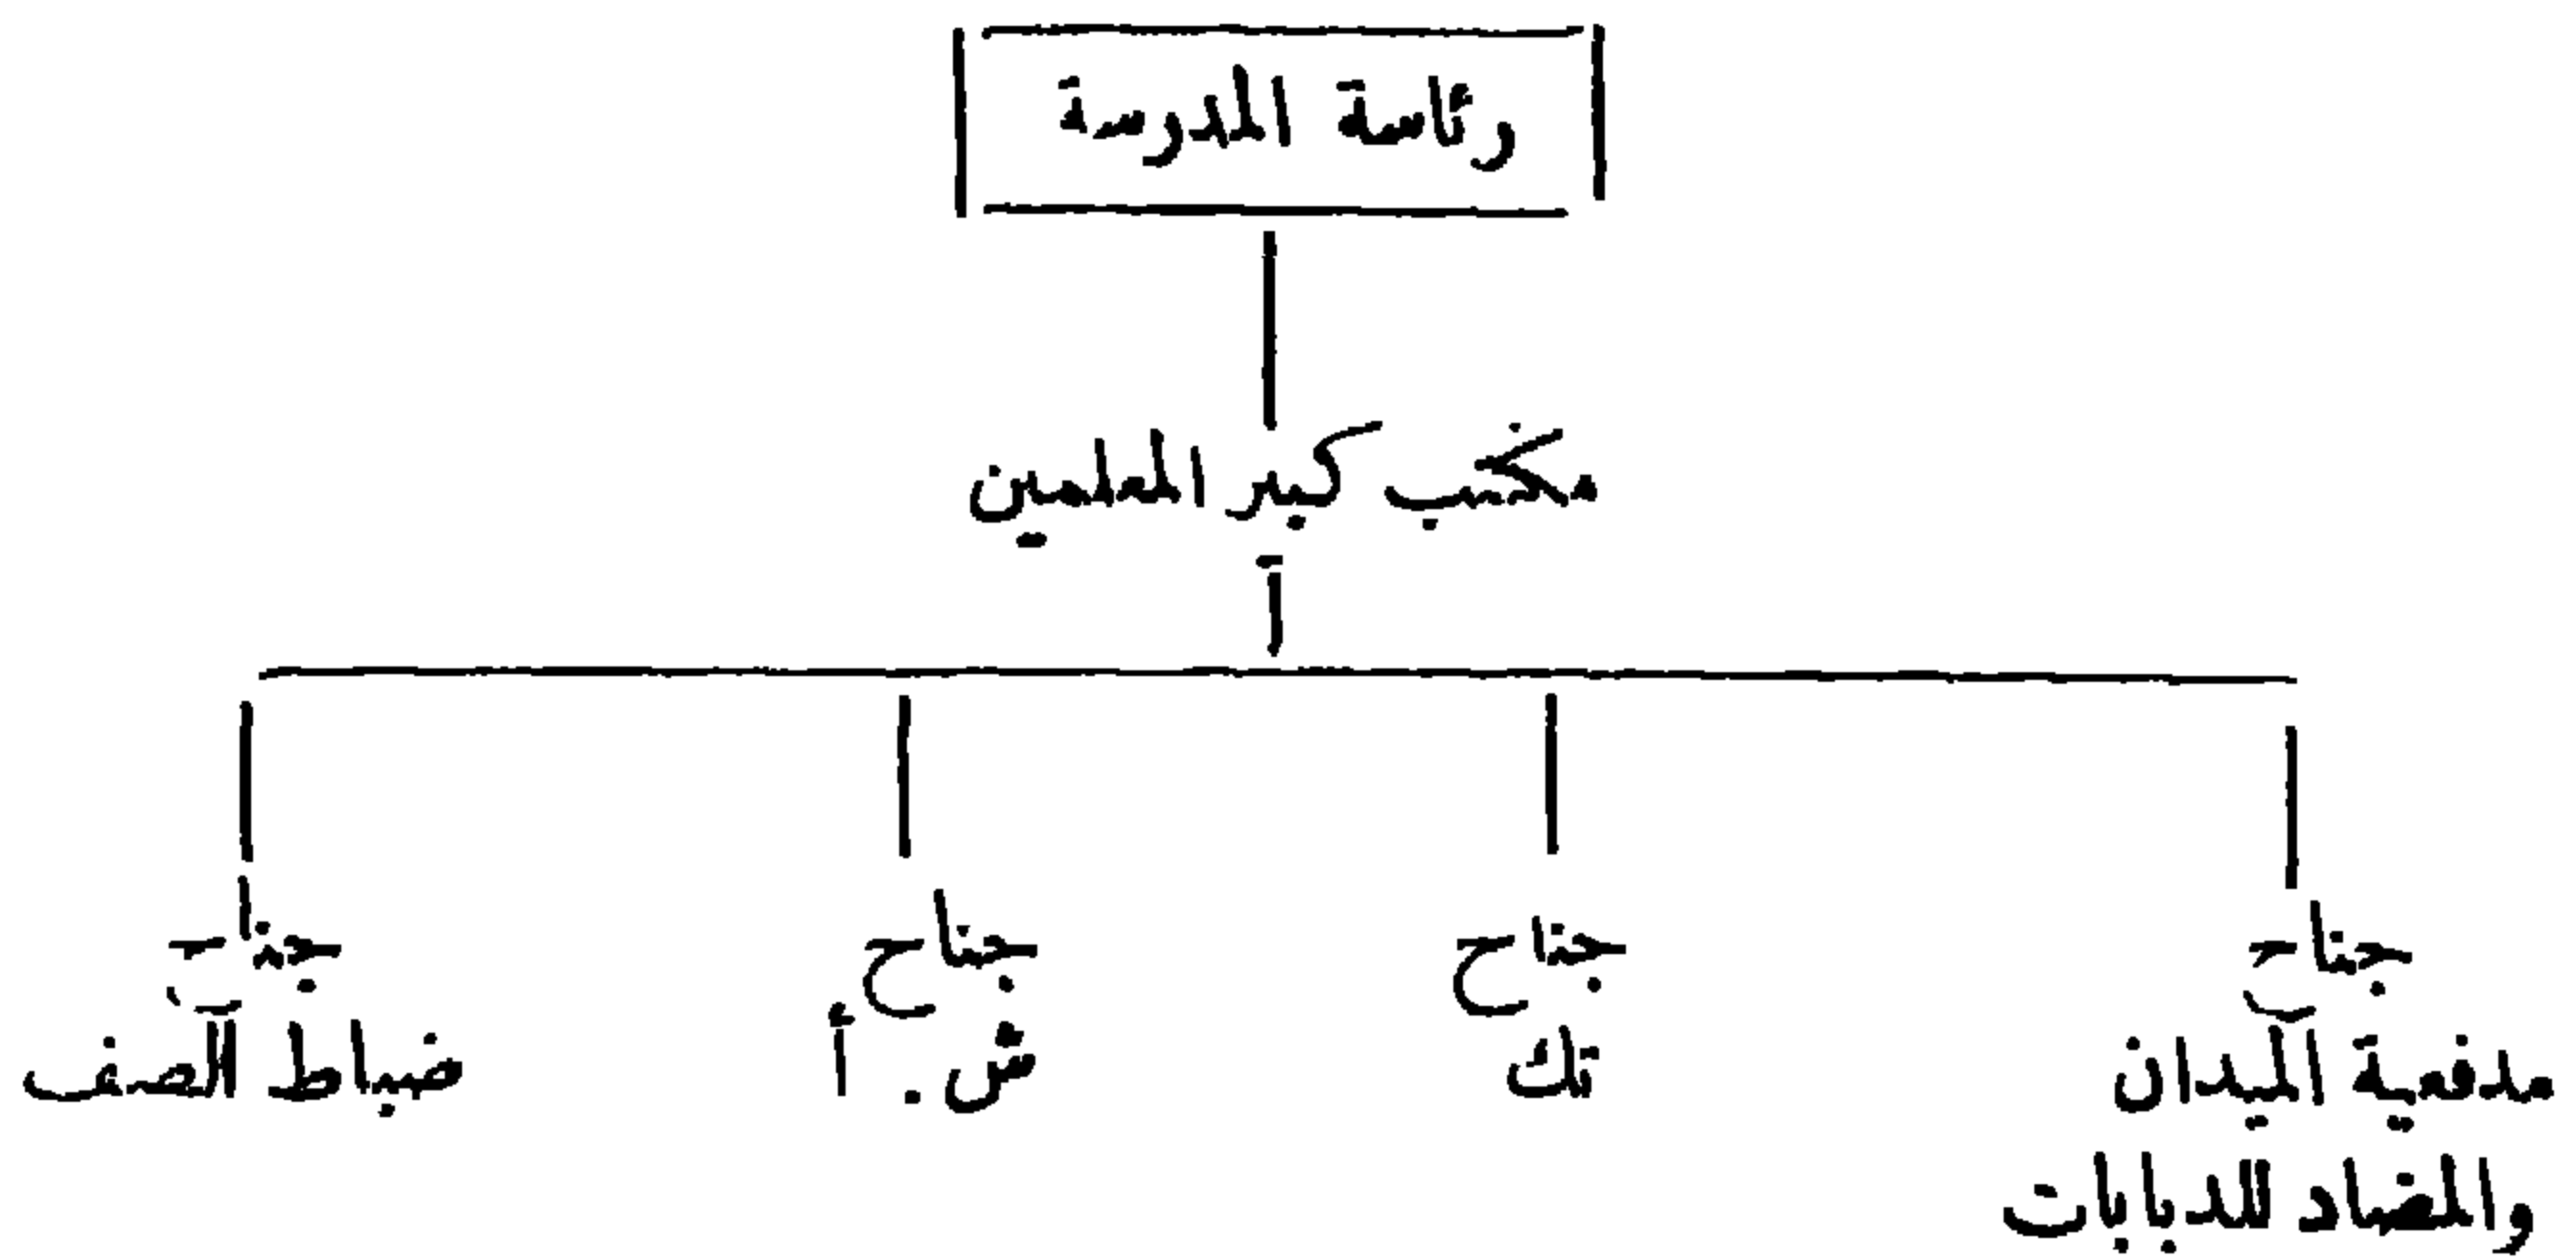 رئاسة المدرسة
مكتب كبير المعلمين
جناح
مدفعية الميدان
والمضاد للدبابات
جناح
تك
جناح
ش . أ
جناح
ضباط الصف